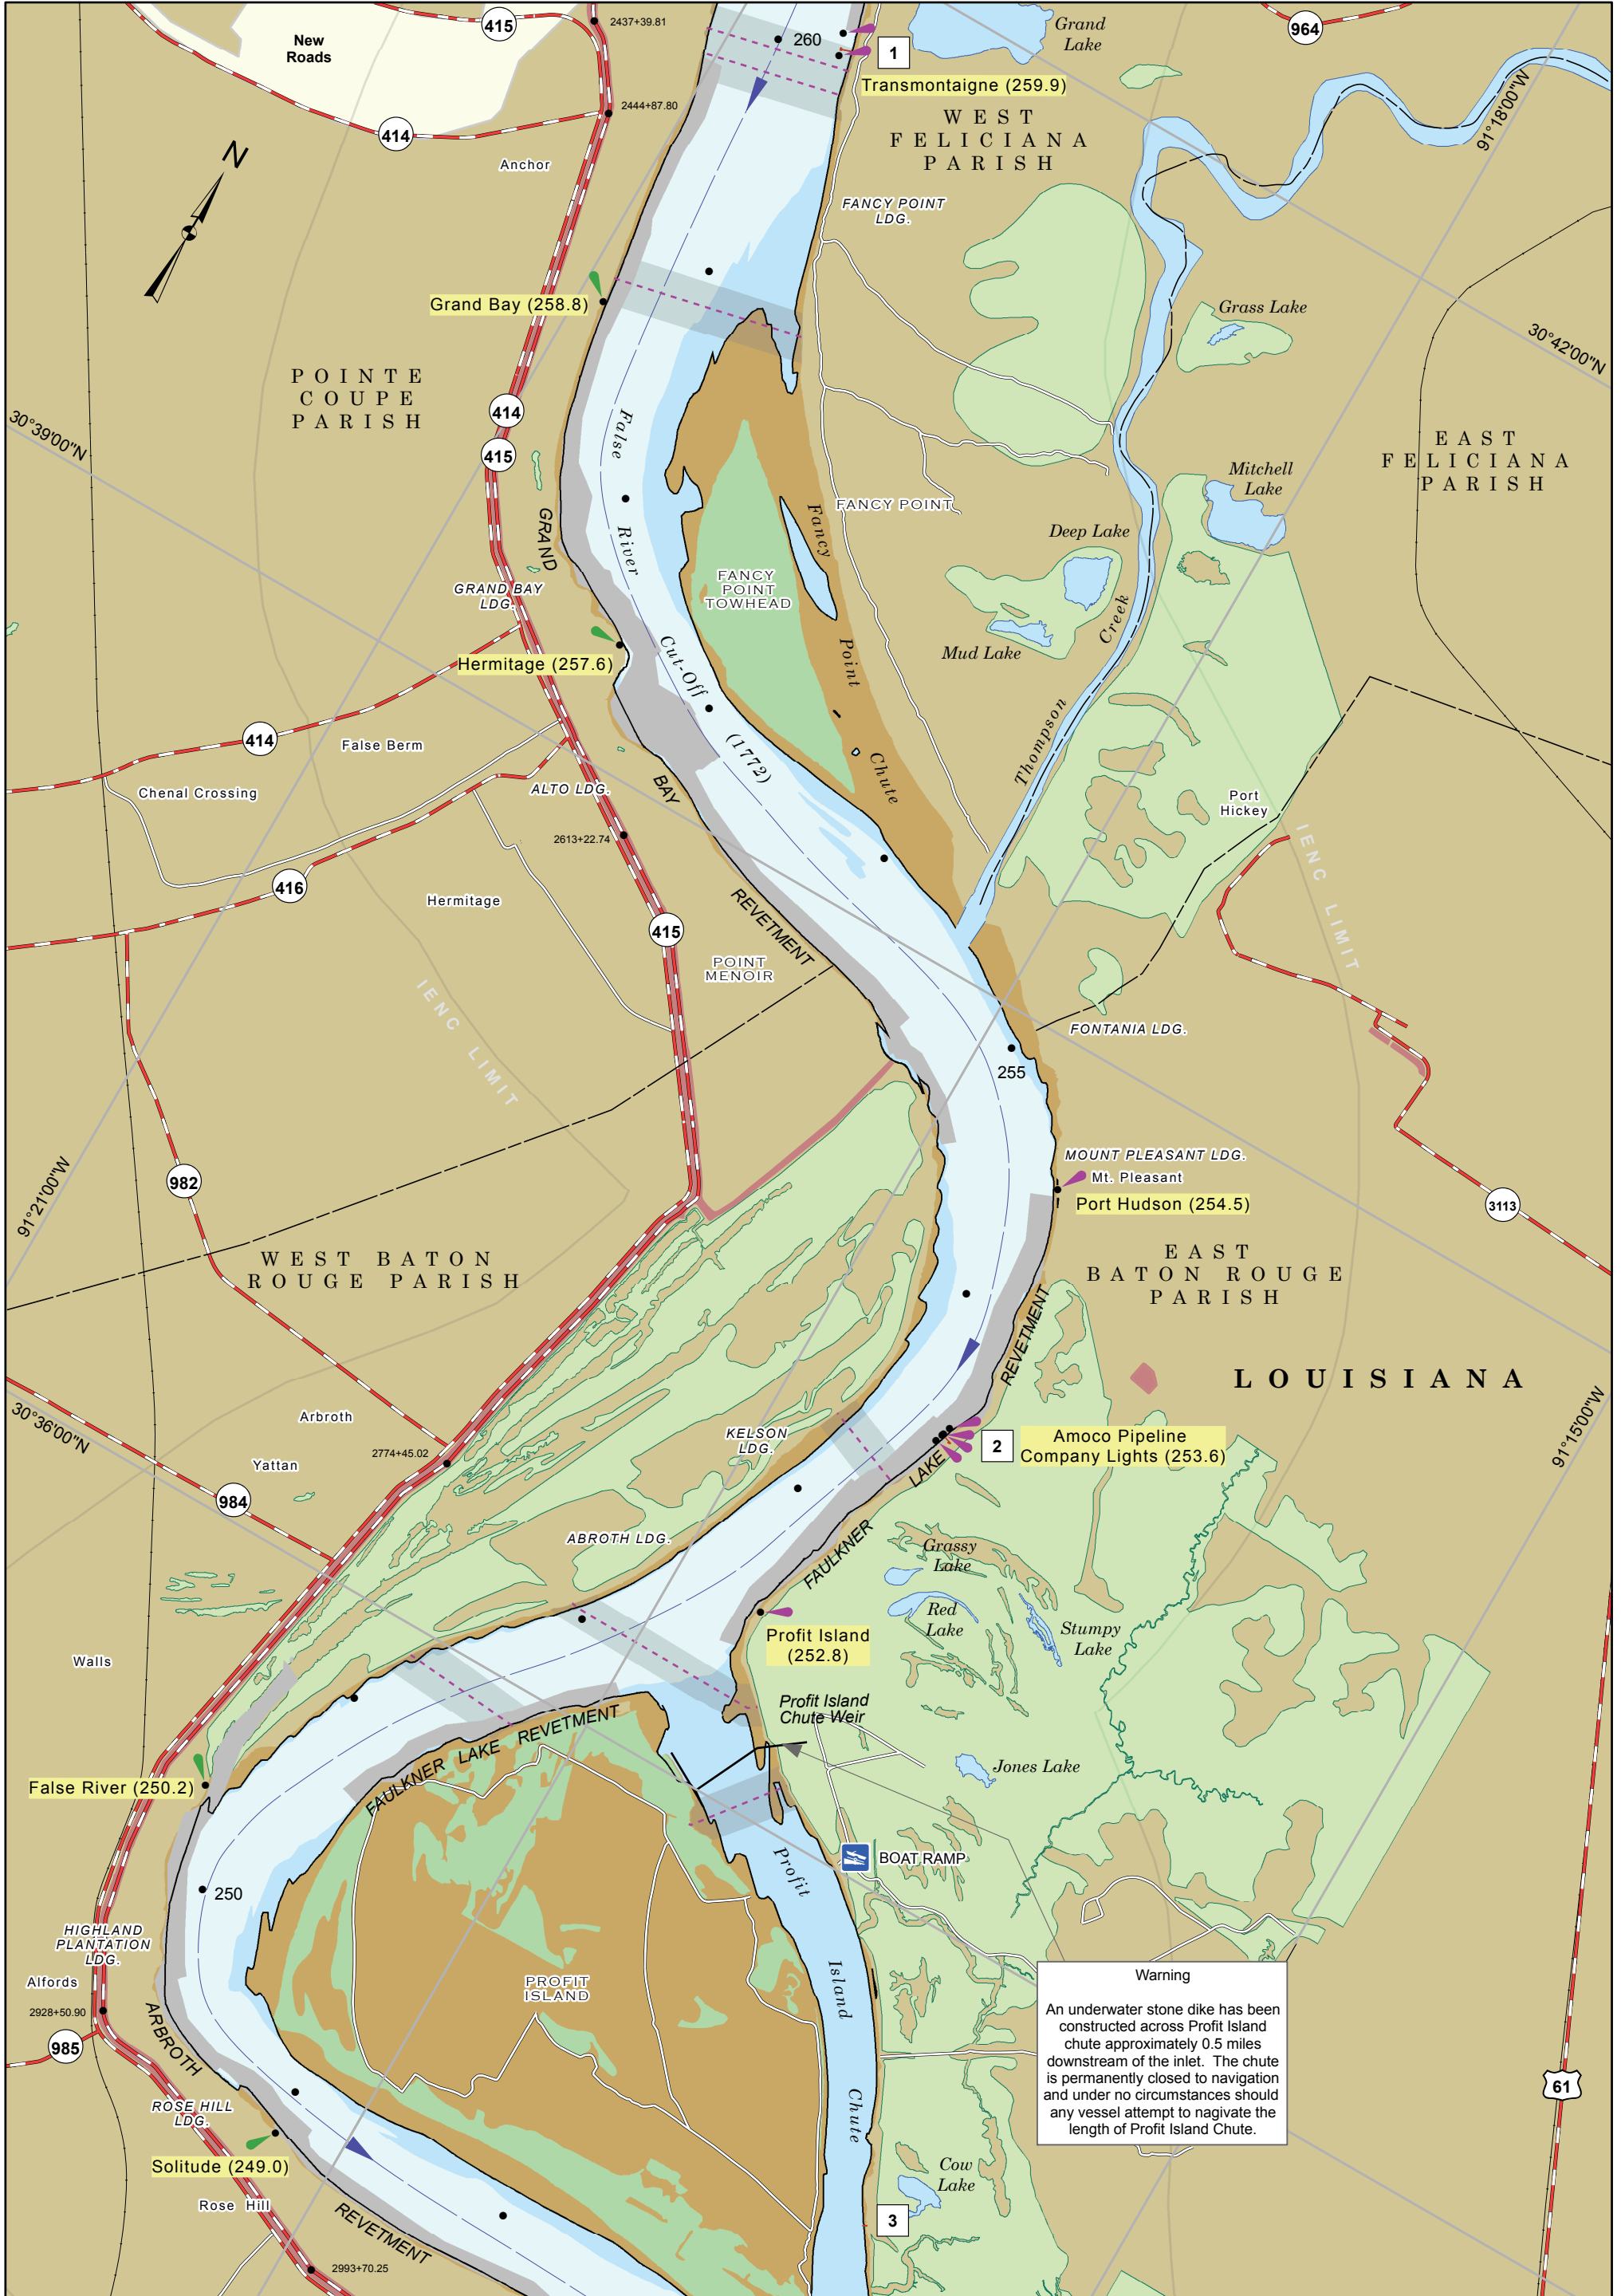 415
2437+39.81
260
1
Grand
Lake
964
New
Roads
Transmontaigne (259.9)
2444+87.80
414
WEST
FELICIANA
PARISH
91°18'00"W
N
Anchor
FANCY POINT
LDG.
Grand Bay (258.8)
Grass Lake
30°42'00"N
POINTE
COUPE
PARISH
414
415
30°39'00"N
False
River
Cut-Off
(1772)
EAST
FELICIANA
PARISH
Mitchell
Lake
FANCY POINT
Fancy
Point
Chute
Deep Lake
GRAND
BAY
REVETMENT
GRAND BAY
LDG.
FANCY
POINT
TOWHEAD
Mud Lake
Thompson
Creek
Hermitage (257.6)
414
False Berm
Chenal Crossing
ALTO LDG.
2613+22.74
Port
Hickey
416
Hermitage
415
POINT
MENOIR
IENC LIMIT
IENC LIMIT
FONTANIA LDG.
255
MOUNT PLEASANT LDG.
Mt. Pleasant
Port Hudson (254.5)
982
3113
91°21'00"W
WEST BATON
ROUGE PARISH
EAST
BATON ROUGE
PARISH
LOUISIANA
30°36'00"N
Arbroth
2774+45.02
KELSON
LDG.
FAULKNER
LAKE
REVETMENT
2
Amoco Pipeline
Company Lights (253.6)
91°15'00"W
Yattan
984
ABROTH LDG.
Grassy
Lake
Red
Lake
Stumpy
Lake
Profit Island
(252.8)
Walls
Profit Island
Chute Weir
FAULKNER LAKE REVETMENT
Jones Lake
False River (250.2)
BOAT RAMP
Profit
Island
Chute
250
HIGHLAND
PLANTATION
LDG.
Alfords
2928+50.90
PROFIT
ISLAND
Warning
An underwater stone dike has been
constructed across Profit Island
chute approximately 0.5 miles
downstream of the inlet. The chute
is permanently closed to navigation
and under no circumstances should
any vessel attempt to nagivate the
length of Profit Island Chute.
985
ARBROTH
REVETMENT
61
ROSE HILL
LDG.
Solitude (249.0)
Rose Hill
Cow
Lake
3
2993+70.25